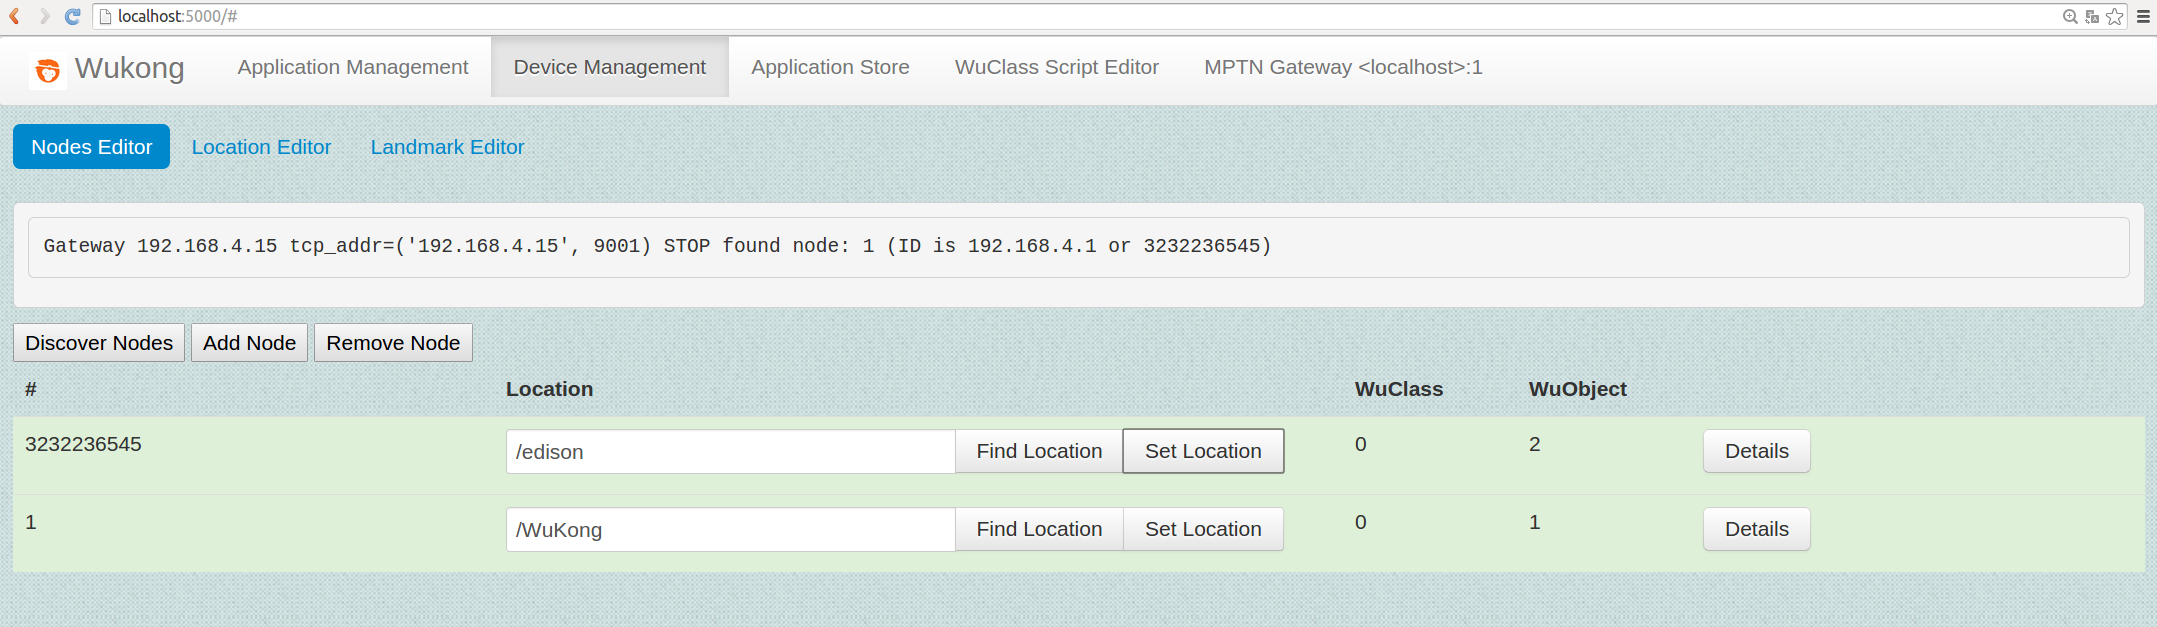 localhost:5000/#
Wukong Application Management Device Management Application Store WuClass Script Editor MPTN Gateway <localhost>:1
Nodes Editor Location Editor Landmark Editor
Gateway 192.168.4.15 tcp_addr=('192.168.4.15', 9001) STOP found node: 1 (ID is 192.168.4.1 or 3232236545)
Discover Nodes Add Node Remove Node
# Location WuClass WuObject
3232236545 /edison Find Location Set Location 0 2 Details
1 /WuKong Find Location Set Location 0 1 Details